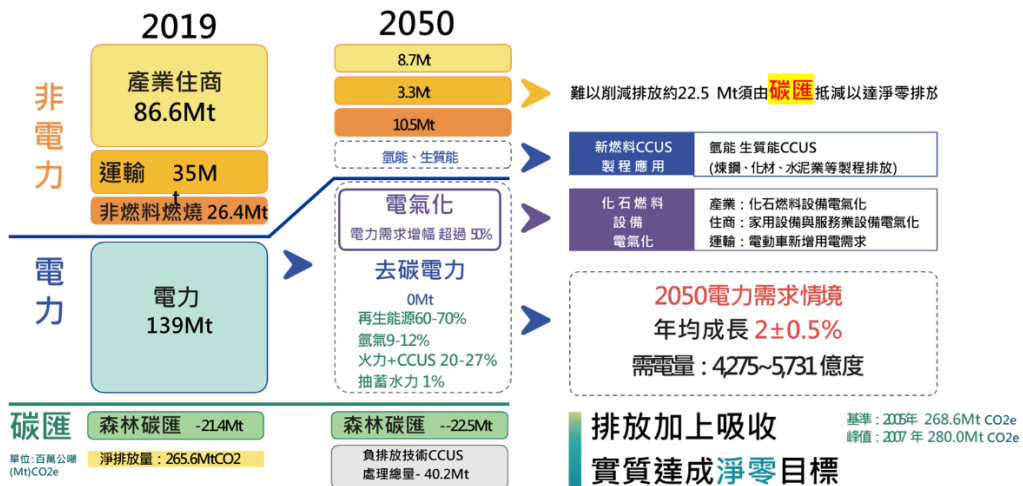 2019
2050
非電力
產業住商
86.6Mt
運輸 35Mt
非燃料燃燒 26.4Mt
8.7Mt
3.3Mt
10.5Mt
氫能、生質能
難以削減排放約22.5 Mt須由碳匯抵減以達淨零排放
新燃料CCUS
製程應用
氫能 生質能CCUS
(煉鋼、化材、水泥業等製程排放)
化石燃料
設備
電氣化
產業：化石燃料設備電氣化
住商：家用設備與服務業設備電氣化
運輸：電動車新增用電需求
電力
電力
139Mt
電氣化
電力需求增幅 超過 50%
去碳電力
0Mt
再生能源60-70%
氫氣9-12%
火力+CCUS 20-27%
抽蓄水力 1%
2050電力需求情境
年均成長 2±0.5%
需電量：4,275~5,731 億度
碳匯
單位:百萬公噸
(Mt)CO2e
森林碳匯 -21.4Mt
淨排放量：265.6MtCO2
森林碳匯 --22.5Mt
負排放技術CCUS
處理總量- 40.2Mt
排放加上吸收
實質達成淨零目標
基準：2005年 268.6Mt CO2e
峰值：2007 年 280.0Mt CO2e